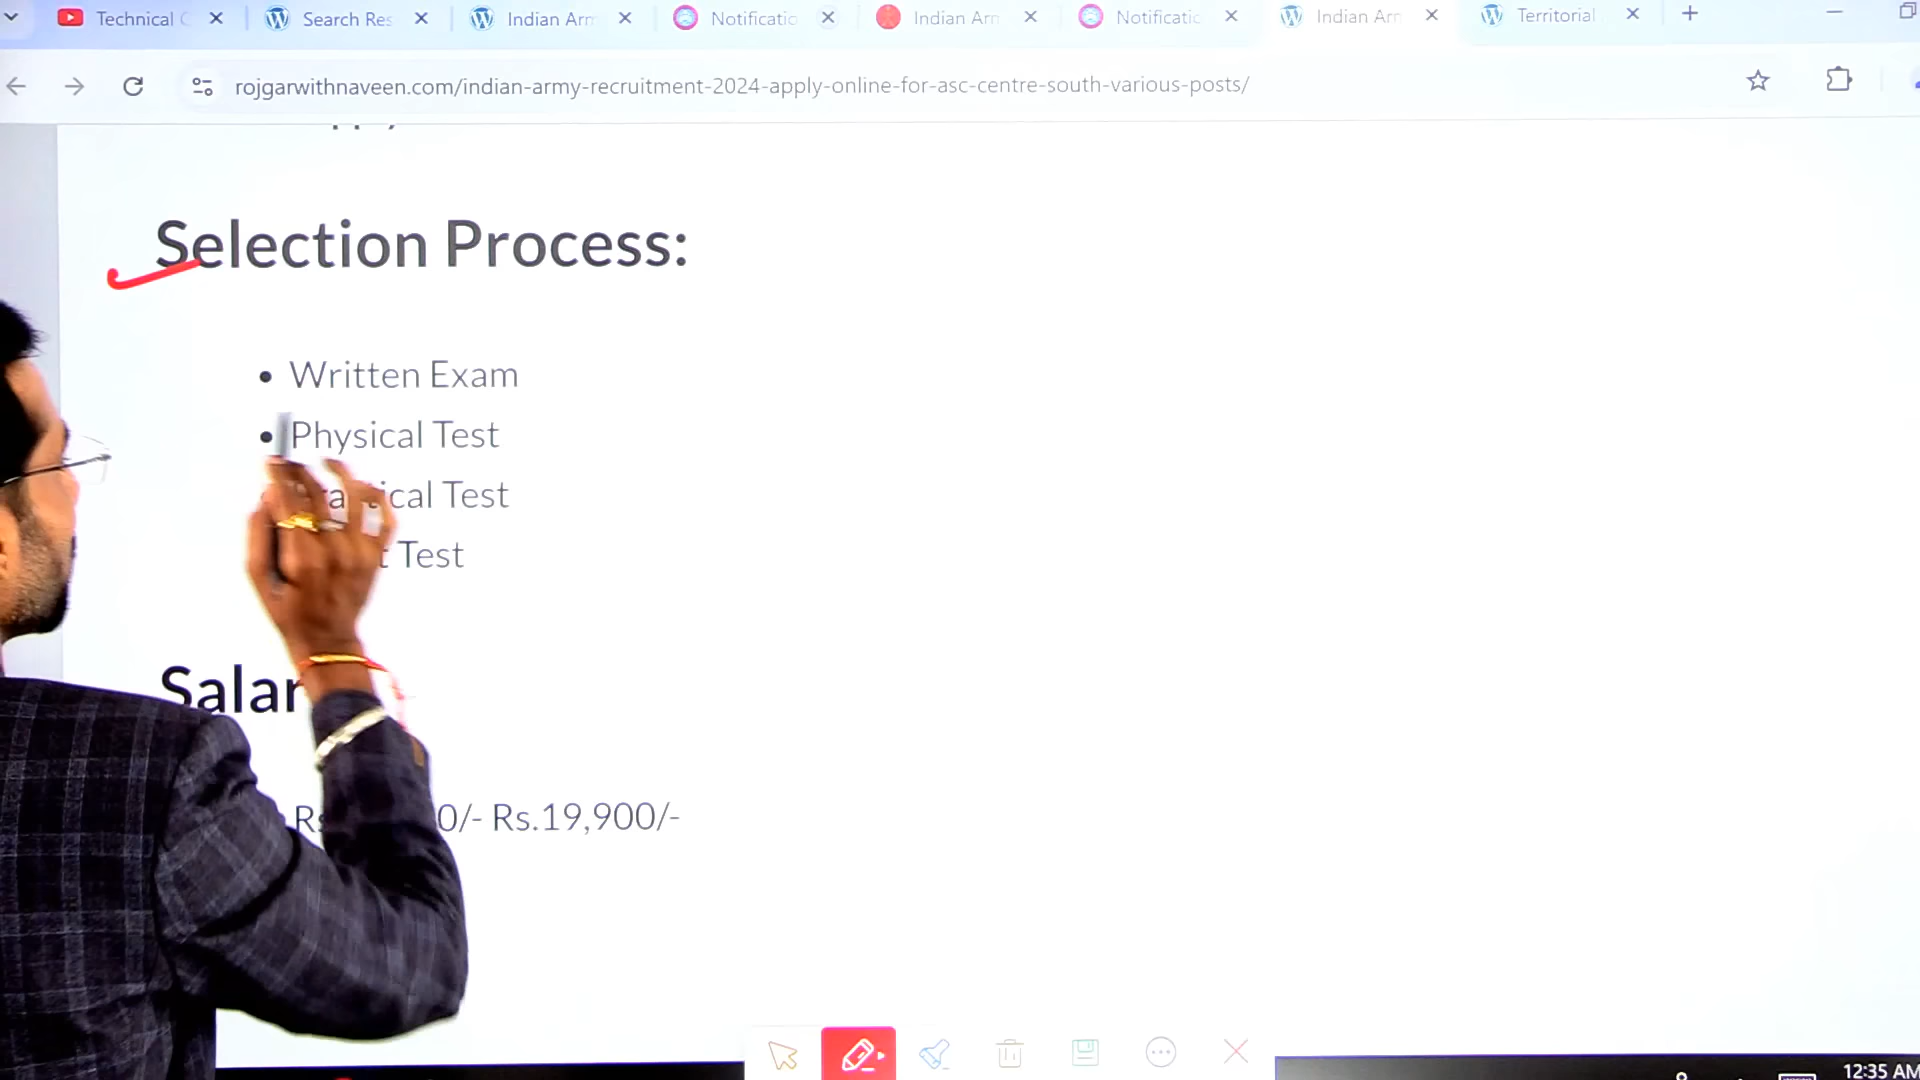 Technical C
Search Res
Indian Arm
Notificatio
Indian Arm
Notificatic
Indian Arm
Territorial
rojgarwithnaveen.com/indian-army-recruitment-2024-apply-online-for-asc-centre-south-various-posts/
Selection Process:
Written Exam
Physical Test
Test
Test
0/- Rs.19,900/-
12:35 AM